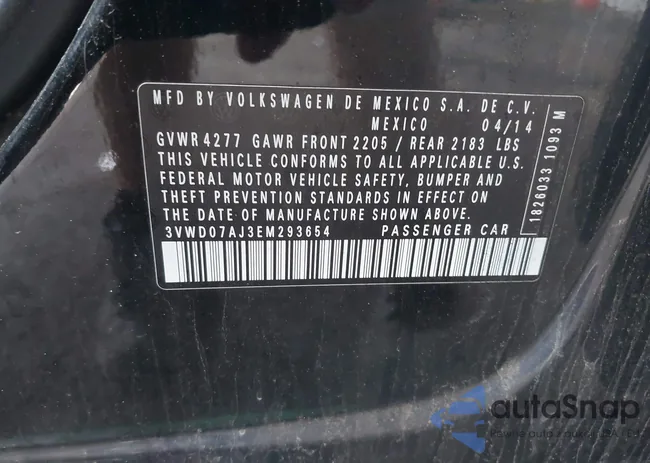 MFD BY VOLKSWAGEN DE MEXICO S.A. DE C.V.
MEXICO 04/14
GVWR 4277 GAWR FRONT 2205 / REAR 2183 LBS
THIS VEHICLE CONFORMS TO ALL APPLICABLE U.S.
FEDERAL MOTOR VEHICLE SAFETY, BUMPER AND
THEFT PREVENTION STANDARDS IN EFFECT ON
THE DATE OF MANUFACTURE SHOWN ABOVE.
3VWD07AJ3EM293654 PASSENGER CAR
1826033 1093 M
autoSnap